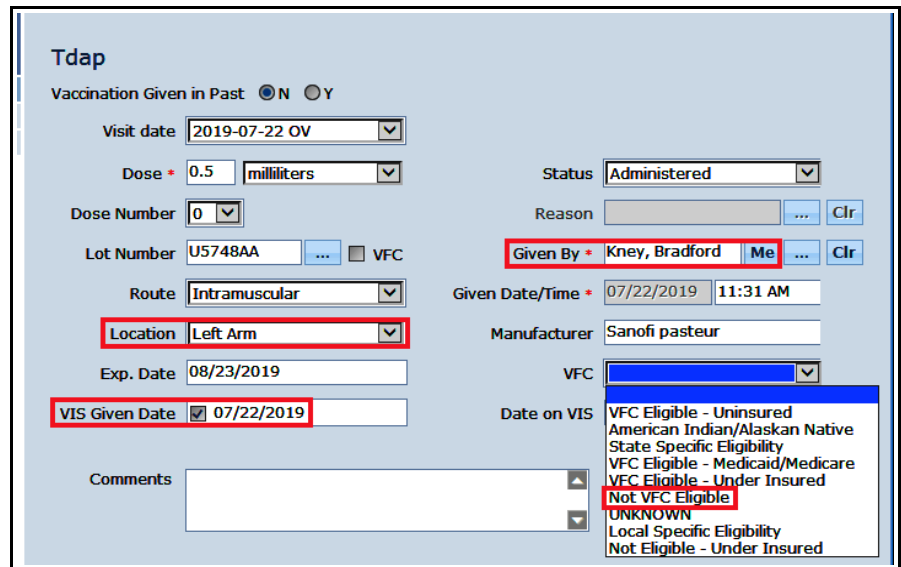 Tdap
Vaccination Given in Past N Y
Visit date 2019-07-22 OV
Dose * 0.5 milliliters Status Administered
Dose Number 0 Reason ... Clr
Lot Number U5748AA ... VFC Given By * Kney, Bradford Me ... Clr
Route Intramuscular Given Date/Time * 07/22/2019 11:31 AM
Location Left Arm Manufacturer Sanofi pasteur
Exp. Date 08/23/2019 VFC
VIS Given Date 07/22/2019 Date on VIS
VFC Eligible - Uninsured
American Indian/Alaskan Native
State Specific Eligibility
VFC Eligible - Medicaid/Medicare
VFC Eligible - Under Insured
Not VFC Eligible
UNKNOWN
Local Specific Eligibility
Not Eligible - Under Insured
Comments